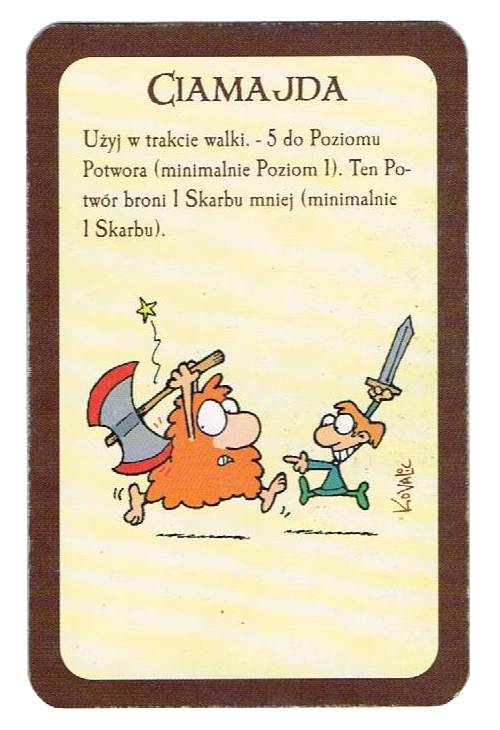 CIAMAJDA
Użyj w trakcie walki. - 5 do Poziomu
Potwora (minimalnie Poziom 1). Ten Po-
twór broni 1 Skarbu mniej (minimalnie
1 Skarbu).
KOVALIC